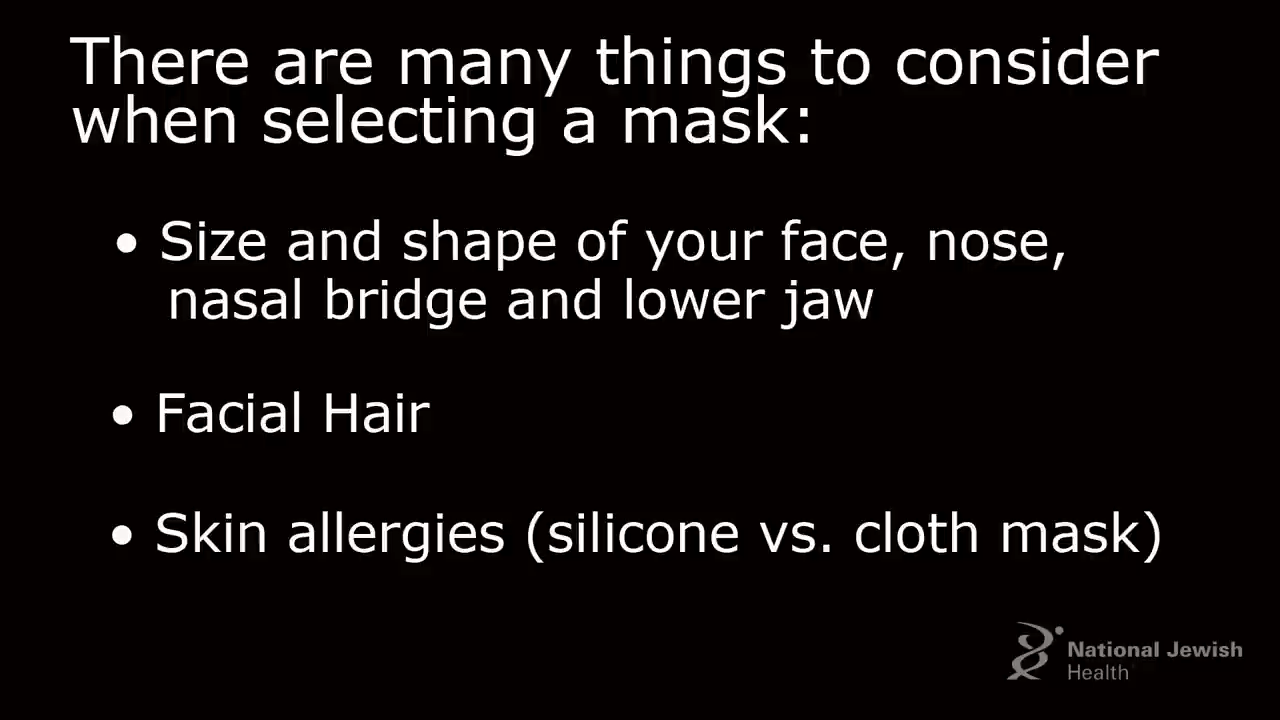 There are many things to consider
when selecting a mask:
• Size and shape of your face, nose,
nasal bridge and lower jaw
• Facial Hair
• Skin allergies (silicone vs. cloth mask)
National Jewish
Health